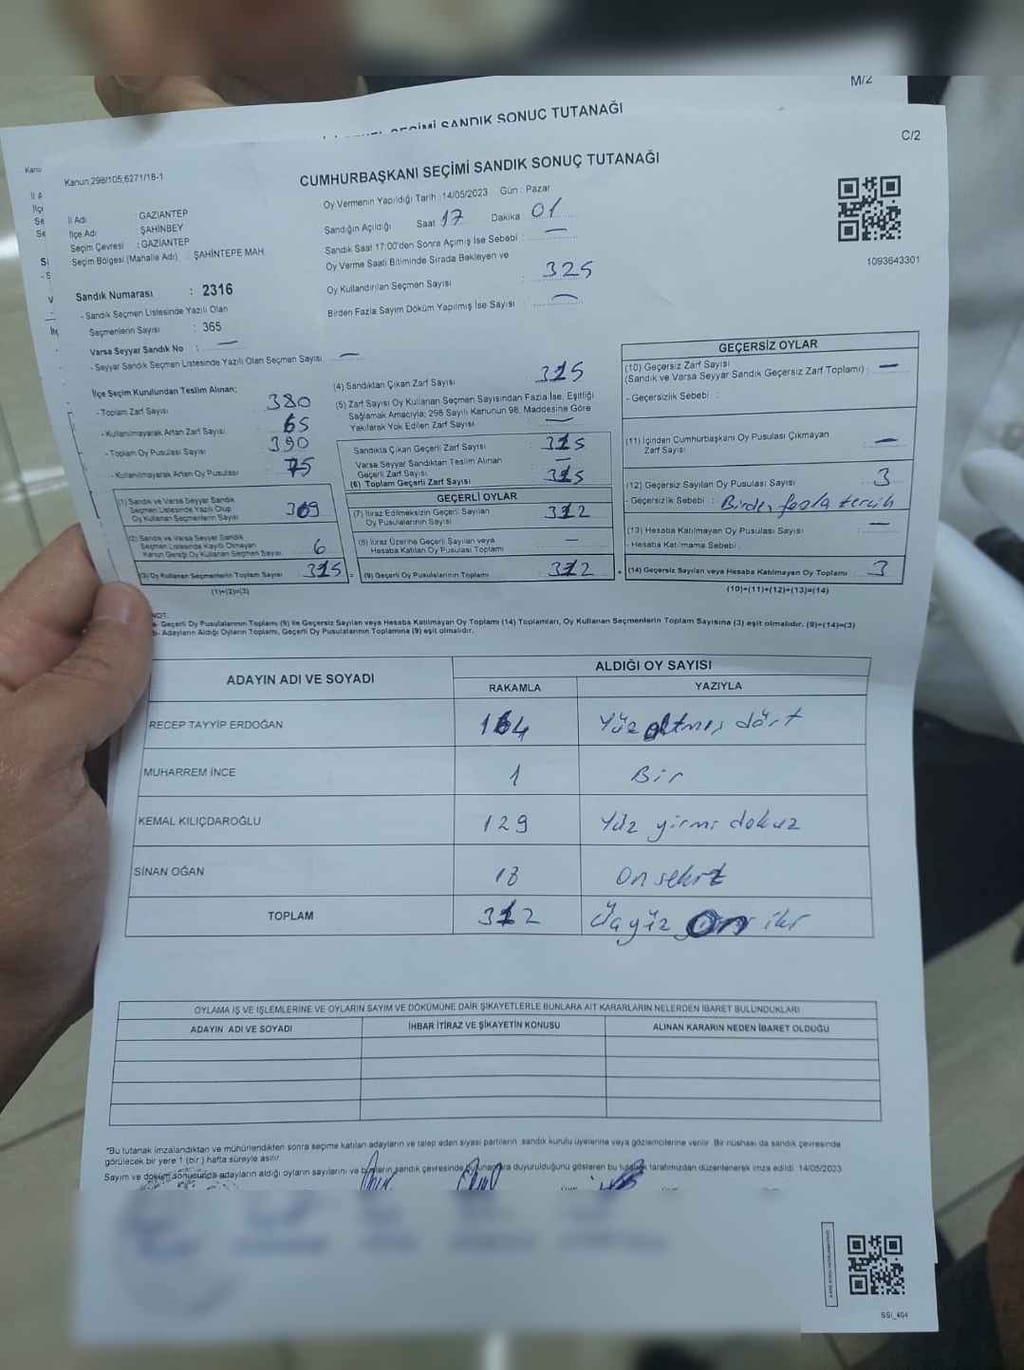 M/2
SEÇİMİ SANDIK SONUÇ TUTANAĞI
C/2
Kanun 298/105;6271/18-1
CUMHURBAŞKANI SEÇİMİ SANDIK SONUÇ TUTANAĞI
Oy Vermenin Yapıldığı Tarih : 14/05/2023 Gün : Pazar
İl Adı : GAZİANTEP
İlçe Adı : ŞAHİNBEY
Seçim Çevresi : GAZİANTEP
Seçim Bölgesi (Mahalle Adı) : ŞAHİNTEPE MAH
Sandık Numarası : 2316
- Sandık Seçmen Listesinde Yazılı Olan
Seçmenlerin Sayısı : 365
Varsa Seyyar Sandık No : —
- Seyyar Sandık Seçmen Listesinde Yazılı Olan Seçmen Sayısı —
Sandığın Açıldığı Saat 17 Dakika 01
Sandık Saat 17:00'den Sonra Açmış İse Sebebi : —
Oy Verme Saati Bitiminde Sırada Bekleyen ve
Oy Kullandırılan Seçmen Sayısı : 325
Birden Fazla Sayım Döküm Yapılmış İse Sayısı : —
1093643301
İlçe Seçim Kurulundan Teslim Alınan;
- Toplam Zarf Sayısı 380
- Kullanılmayarak Artan Zarf Sayısı 65
- Toplam Oy Pusulası Sayısı 390
- Kullanılmayarak Artan Oy Pusulası 75
(1) Sandık ve Varsa Seyyar Sandık
Seçmen Listesinde Yazılı Olup
Oy Kullanan Seçmenlerin Sayısı 309
(2) Sandık ve Varsa Seyyar Sandık
Seçmen Listesinde Kayıtlı Olmayan
Kanun Gereği Oy Kullanan Seçmen Sayısı 6
(3) Oy Kullanan Seçmenlerin Toplam Sayısı 315
(1)+(2)=(3)
(4) Sandıktan Çıkan Zarf Sayısı 315
(5) Zarf Sayısı Oy Kullanan Seçmen Sayısından Fazla İse, Eşitliği
Sağlamak Amacıyla; 298 Sayılı Kanunun 98. Maddesine Göre
Yakılarak Yok Edilen Zarf Sayısı —
Sandıkta Çıkan Geçerli Zarf Sayısı 315
Varsa Seyyar Sandıktan Teslim Alınan
Geçerli Zarf Sayısı
(6) Toplam Geçerli Zarf Sayısı 315
GEÇERLİ OYLAR
(7) İtiraz Edilmeksizin Geçerli Sayılan
Oy Pusulalarının Sayısı 312
(8) İtiraz Üzerine Geçerli Sayılan veya
Hesaba Katılan Oy Pusulası Toplamı —
(9) Geçerli Oy Pusulalarının Toplamı 312
GEÇERSİZ OYLAR
(10) Geçersiz Zarf Sayısı
(Sandık ve Varsa Seyyar Sandık Geçersiz Zarf Toplamı) : —
- Geçersizlik Sebebi :
(11) İçinden Cumhurbaşkanı Oy Pusulası Çıkmayan
Zarf Sayısı —
(12) Geçersiz Sayılan Oy Pusulası Sayısı 3
- Geçersizlik Sebebi : Birden fazla tercih
(13) Hesaba Katılmayan Oy Pusulası Sayısı —
- Hesaba Katılmama Sebebi :
(14) Geçersiz Sayılan veya Hesaba Katılmayan Oy Toplamı 3
(10)+(11)+(12)+(13)=(14)
NOT:
a- Geçerli Oy Pusulalarının Toplamı (9) ile Geçersiz Sayılan veya Hesaba Katılmayan Oy Toplamı (14) Toplamları, Oy Kullanan Seçmenlerin Toplam Sayısına (3) eşit olmalıdır. (9)+(14)=(3)
b- Adayların Aldığı Oyların Toplamı, Geçerli Oy Pusulalarının Toplamına (9) eşit olmalıdır.
ADAYIN ADI VE SOYADI ALDIĞI OY SAYISI
RAKAMLA YAZIYLA
RECEP TAYYİP ERDOĞAN 164 Yüz altmış dört
MUHARREM İNCE 1 Bir
KEMAL KILIÇDAROĞLU 129 Yüz yirmi dokuz
SİNAN OĞAN 18 On sekiz
TOPLAM 312 Üçyüz On iki
OYLAMA İŞ VE İŞLEMLERİNE VE OYLARIN SAYIM VE DÖKÜMÜNE DAİR ŞİKAYETLERLE BUNLARA AİT KARARLARIN NELERDEN İBARET BULUNDUKLARI
ADAYIN ADI VE SOYADI İHBAR İTİRAZ VE ŞİKAYETİN KONUSU ALINAN KARARIN NEDEN İBARET OLDUĞU
*Bu tutanak imzalandıktan ve mühürlendikten sonra seçime katılan adayların ve talep eden siyasi partilerin sandık kurulu üyelerine veya gözlemcilerine verilir. Bir nüshası da sandık çevresinde
görülecek bir yere 1 (bir) hafta süreyle asılır.
Sayım ve döküm sonucunda adayların aldığı oyların sayılarını ve bunların sandık çevresinde duyurulduğunu gösteren bu tutanak tarafımızdan düzenlenerek imza edildi. 14/05/2023
SSI_404